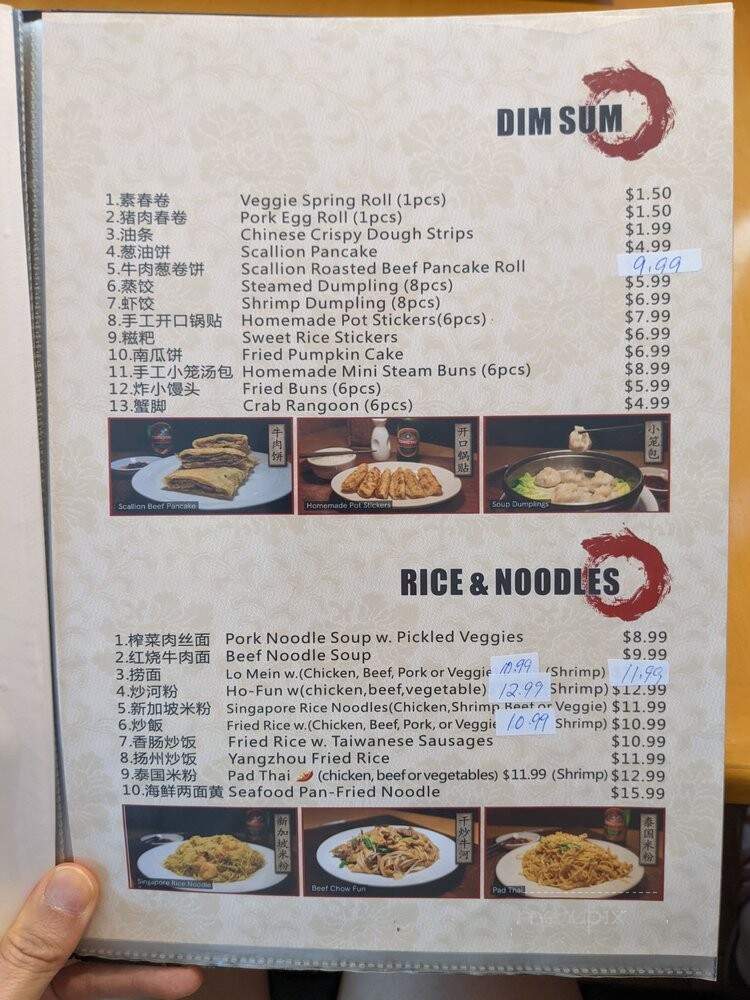 DIM SUM
1.素春卷 Veggie Spring Roll (1pcs) $1.50
2.猪肉春卷 Pork Egg Roll (1pcs) $1.50
3.油条 Chinese Crispy Dough Strips $1.99
4.葱油饼 Scallion Pancake $4.99
5.牛肉葱卷饼 Scallion Roasted Beef Pancake Roll 9.99
6.蒸饺 Steamed Dumpling (8pcs) $5.99
7.虾饺 Shrimp Dumpling (8pcs) $6.99
8.手工开口锅贴 Homemade Pot Stickers(6pcs) $7.99
9.糍粑 Sweet Rice Stickers $6.99
10.南瓜饼 Fried Pumpkin Cake $6.99
11.手工小笼汤包 Homemade Mini Steam Buns (6pcs) $8.99
12.炸小馒头 Fried Buns (6pcs) $5.99
13.蟹脚 Crab Rangoon (6pcs) $4.99
牛肉饼
Scallion Beef Pancake
开口锅贴
Homemade Pot Stickers
小笼包
Soup Dumplings
RICE & NOODLES
1.榨菜肉丝面 Pork Noodle Soup w. Pickled Veggies $8.99
2.红烧牛肉面 Beef Noodle Soup $9.99
3.捞面 Lo Mein w.(Chicken, Beef, Pork or Veggie 10.99 (Shrimp) 11.99
4.炒河粉 Ho-Fun w(chicken,beef,vegetable) 12.99 Shrimp) $12.99
5.新加坡米粉 Singapore Rice Noodles(Chicken,Shrimp Beef or Veggie) $11.99
6.炒飯 Fried Rice w.(Chicken, Beef, Pork, or Veggie 10.99 Shrimp) $10.99
7.香肠炒饭 Fried Rice w. Taiwanese Sausages $10.99
8.扬州炒饭 Yangzhou Fried Rice $11.99
9.泰国米粉 Pad Thai 🌶 (chicken, beef or vegetables) $11.99 (Shrimp) $12.99
10.海鲜两面黄 Seafood Pan-Fried Noodle $15.99
新加坡米粉
Singapore Rice Noodle
干炒牛河
Beef Chow Fun
泰国米粉
Pad Thai
menupix